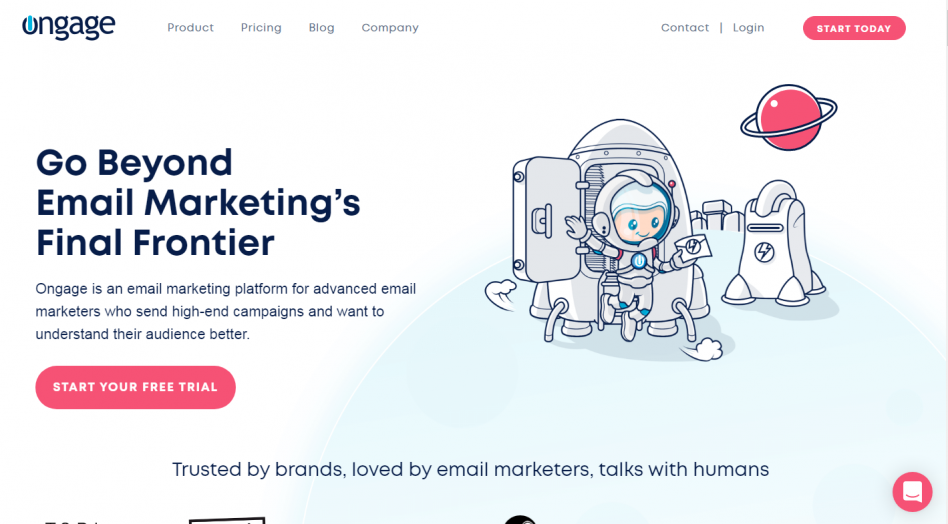 Ongage
Product Pricing Blog Company
Contact | Login
START TODAY
Go Beyond
Email Marketing’s
Final Frontier
Ongage is an email marketing platform for advanced email
marketers who send high-end campaigns and want to
understand their audience better.
START YOUR FREE TRIAL
Trusted by brands, loved by email marketers, talks with humans